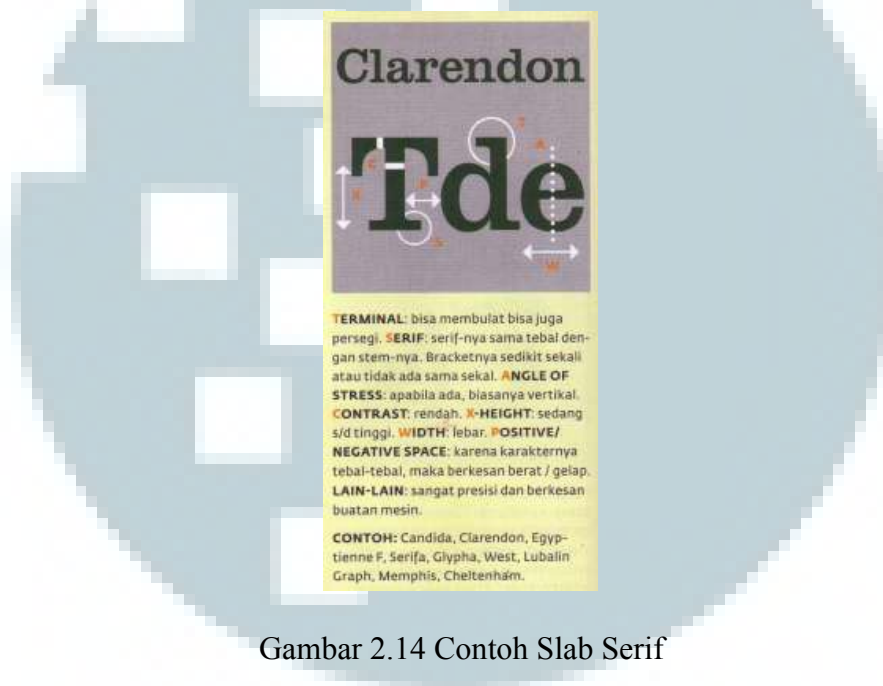 Clarendon
Tde
T
A
C
X
P
S
W
TERMINAL: bisa membulat bisa juga
persegi. SERIF: serif-nya sama tebal den-
gan stem-nya. Bracketnya sedikit sekali
atau tidak ada sama sekal. ANGLE OF
STRESS: apabila ada, biasanya vertikal.
CONTRAST: rendah. X-HEIGHT: sedang
s/d tinggi. WIDTH: lebar. POSITIVE/
NEGATIVE SPACE: karena karakternya
tebal-tebal, maka berkesan berat / gelap.
LAIN-LAIN: sangat presisi dan berkesan
buatan mesin.
CONTOH: Candida, Clarendon, Egyp-
tienne F, Serifa, Glypha, West, Lubalin
Graph, Memphis, Cheltenham.
Gambar 2.14 Contoh Slab Serif